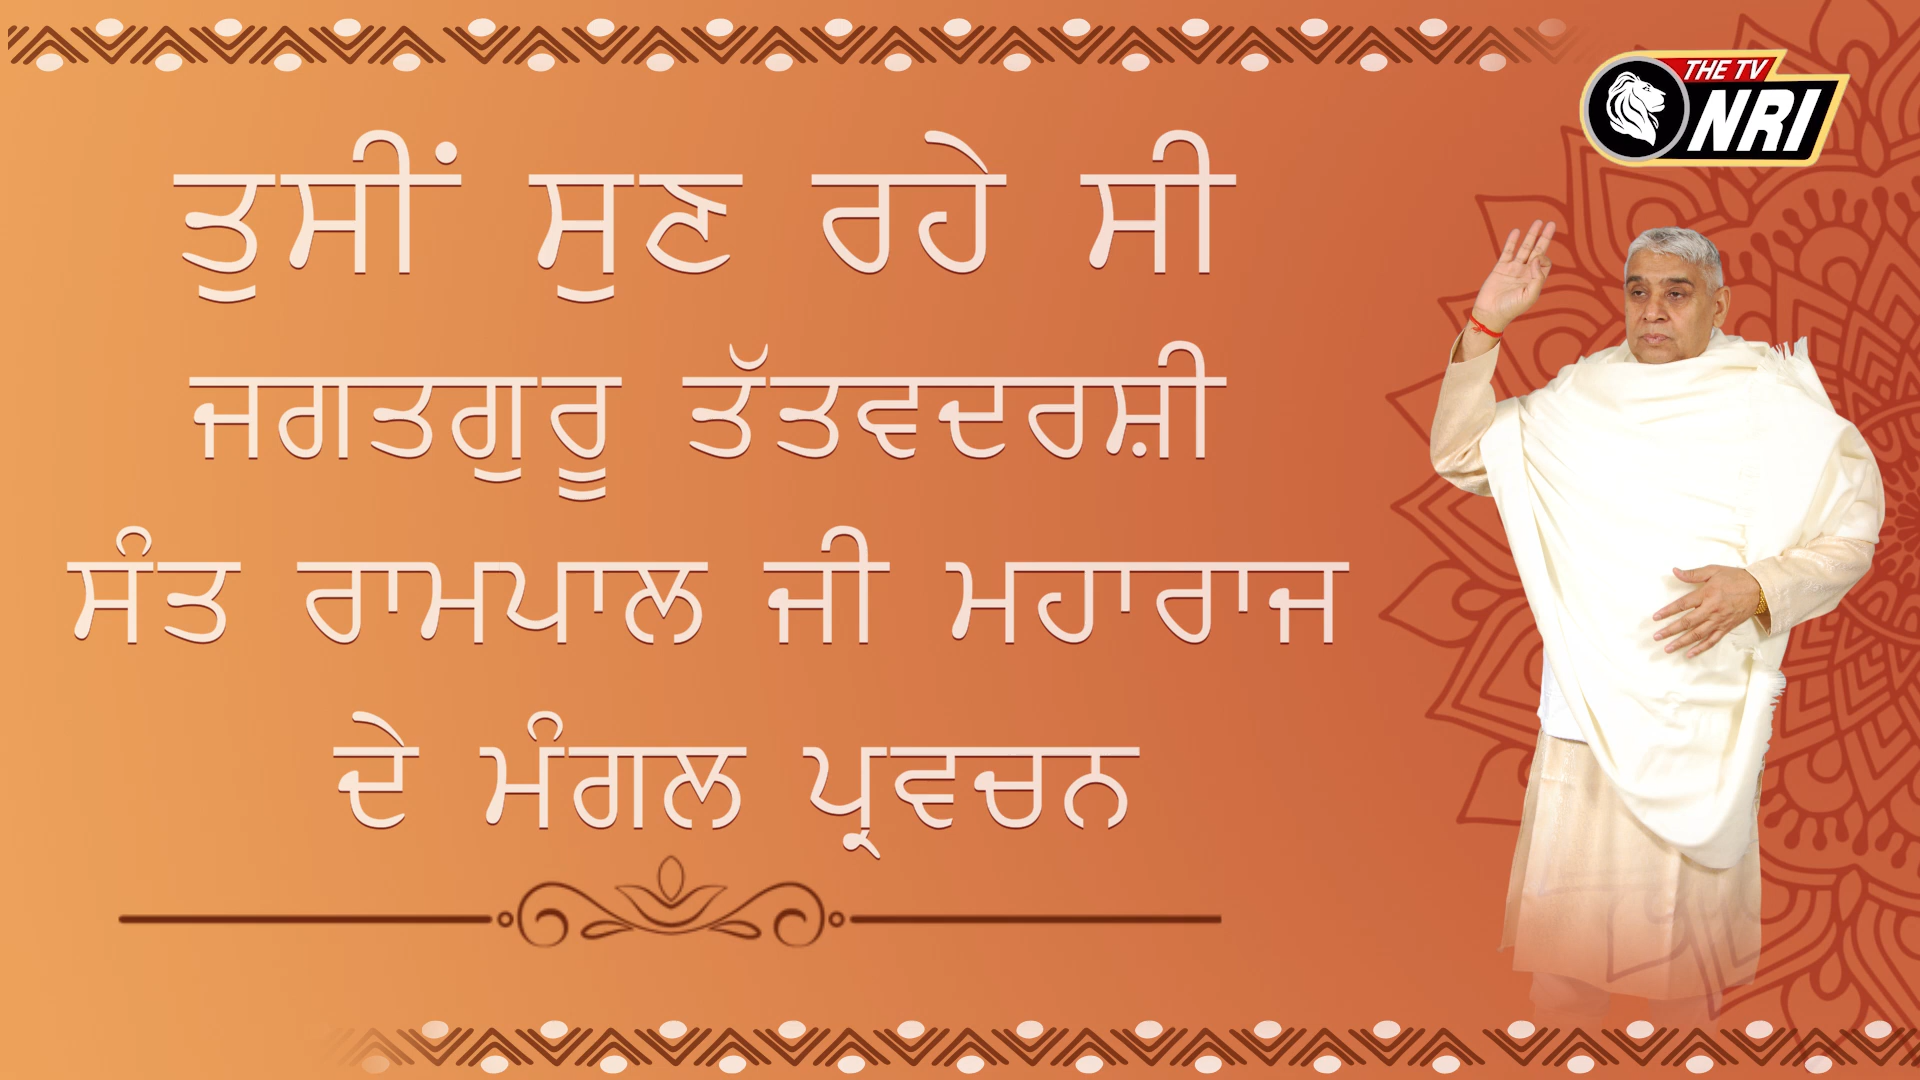 THE TV
NRI
ਤੁਸੀਂ ਸੁਣ ਰਹੇ ਸੀ
ਜਗਤਗੁਰੂ ਤੱਤਵਦਰਸ਼ੀ
ਸੰਤ ਰਾਮਪਾਲ ਜੀ ਮਹਾਰਾਜ
ਦੇ ਮੰਗਲ ਪ੍ਰਵਚਨ